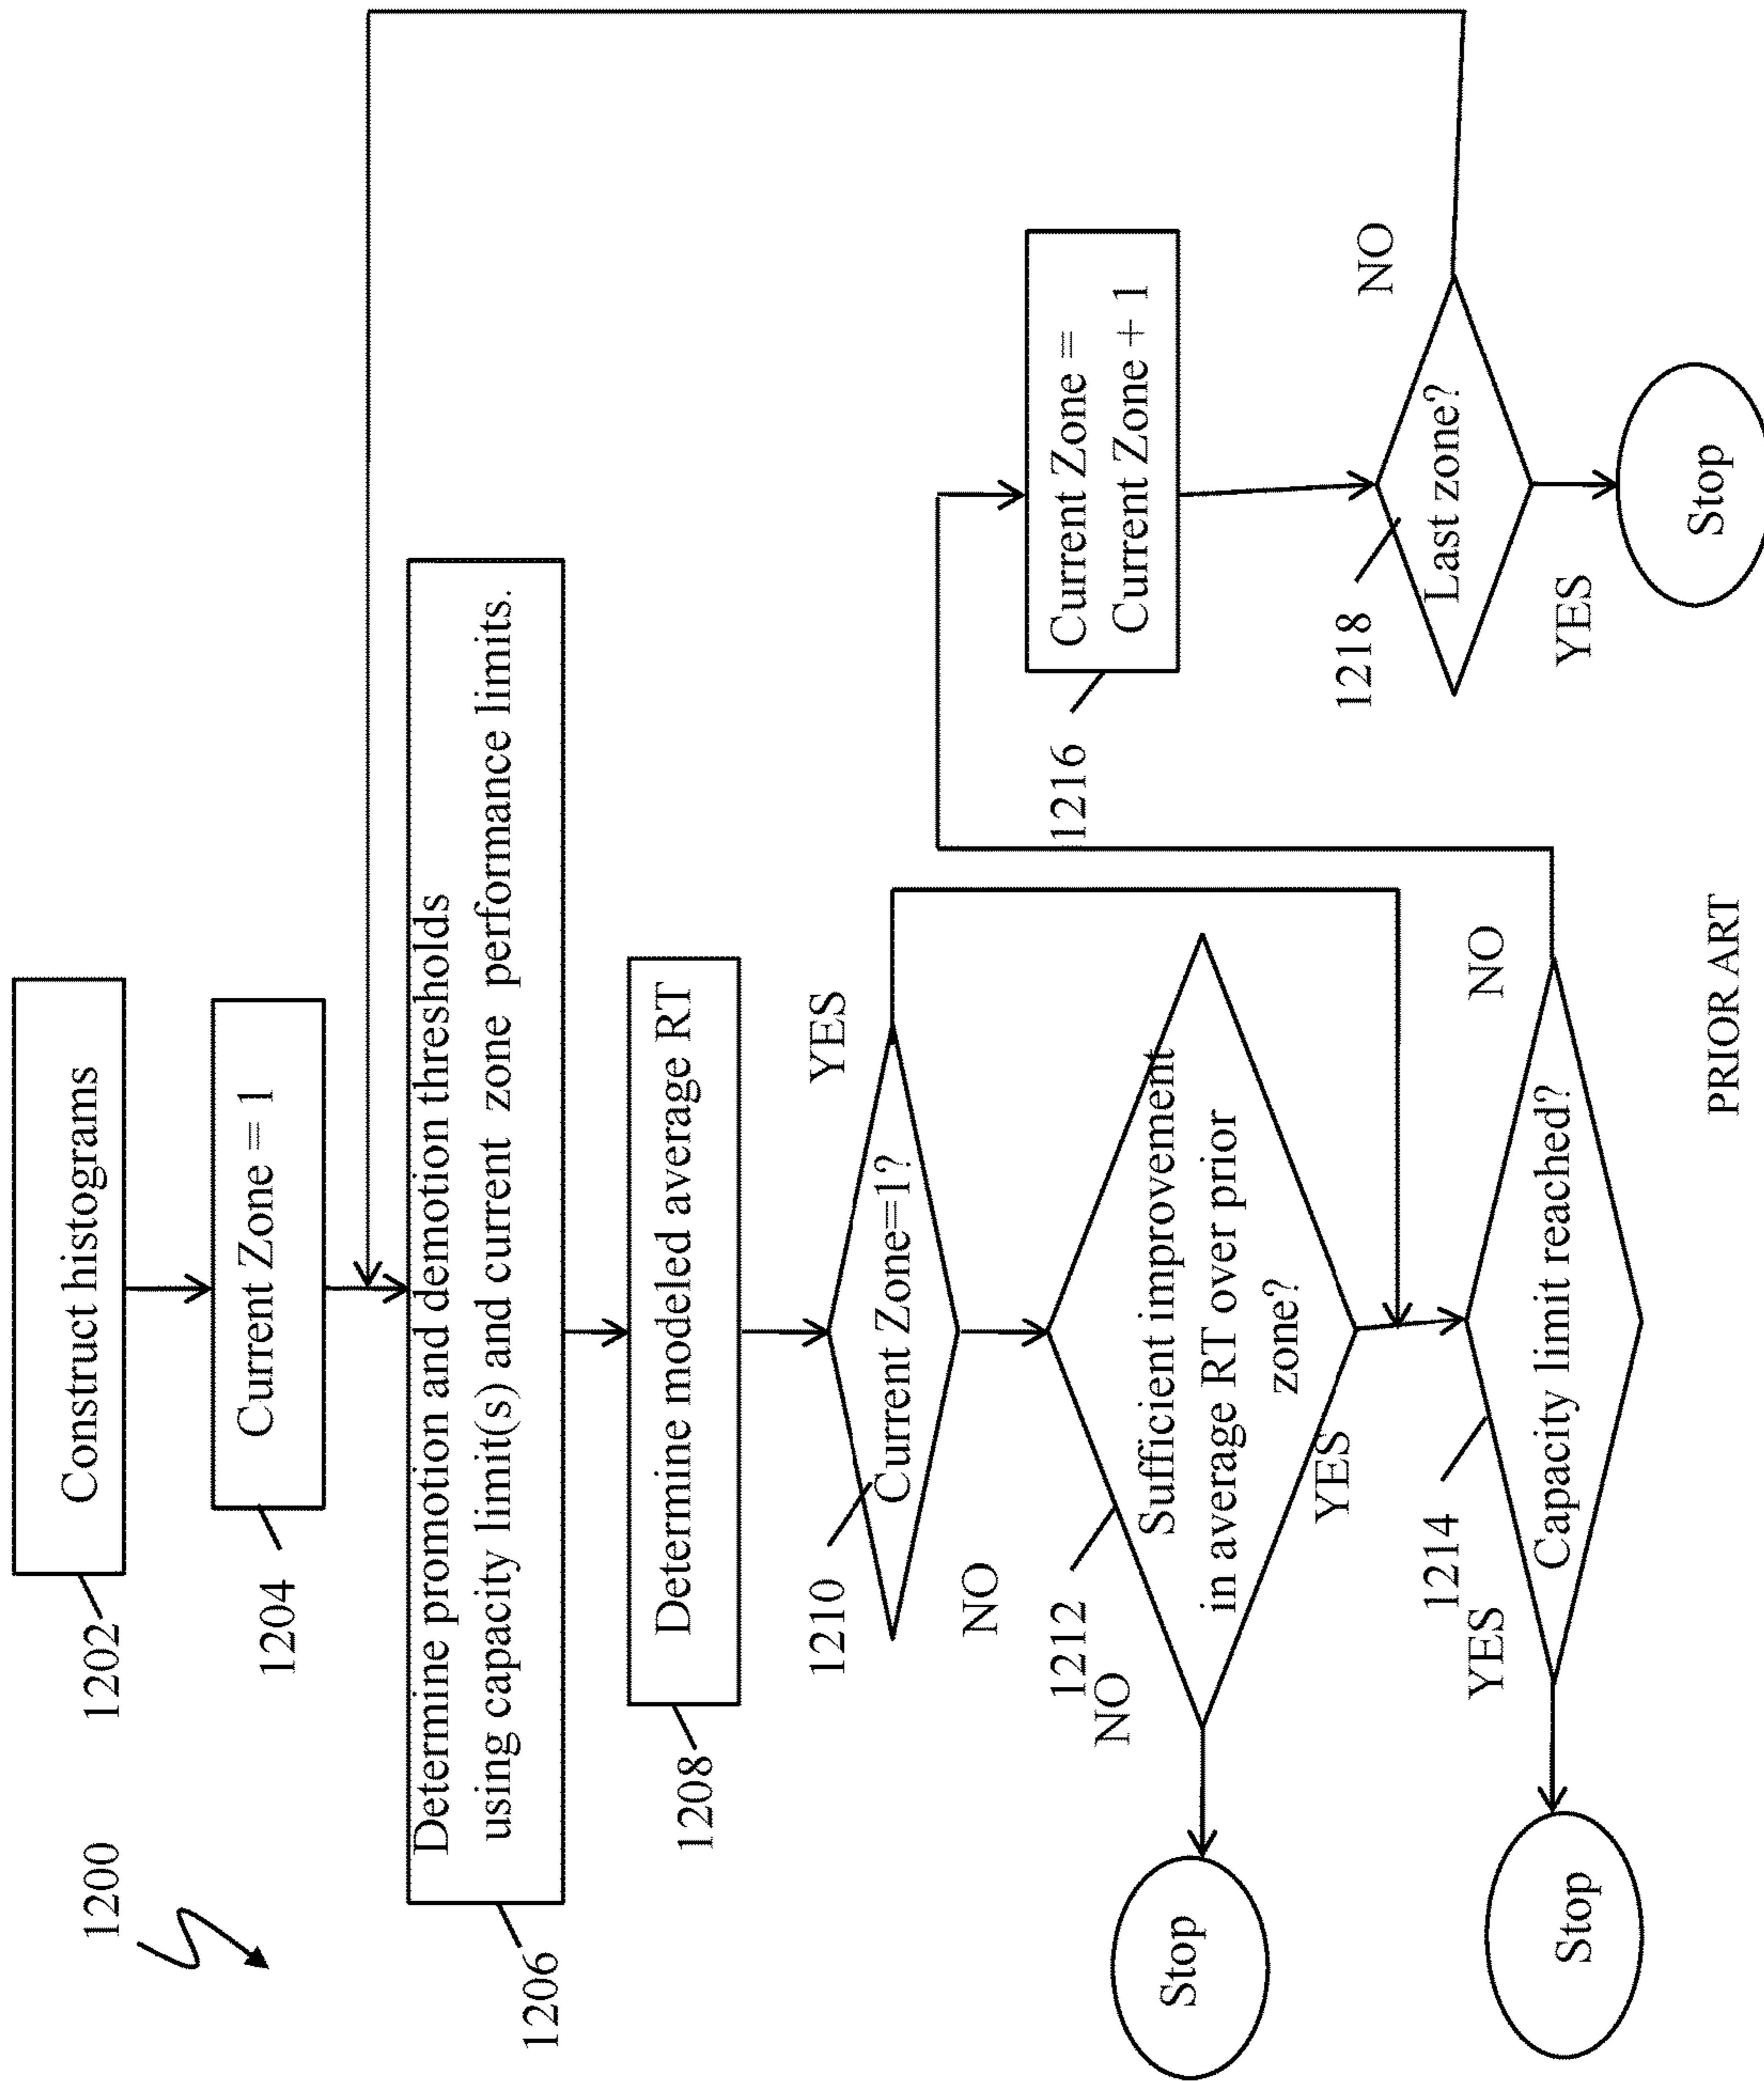 1200
1202
Construct histograms
1204
Current Zone = 1
1206
Determine promotion and demotion thresholds
using capacity limit(s) and current zone performance limits.
1208
Determine modeled average RT
1210
Current Zone=1?
YES
NO
1212
Sufficient improvement
in average RT over prior
zone?
NO
Stop
YES
1214
Capacity limit reached?
YES
Stop
NO
1216
Current Zone =
Current Zone + 1
1218
Last zone?
NO
YES
Stop
PRIOR ART